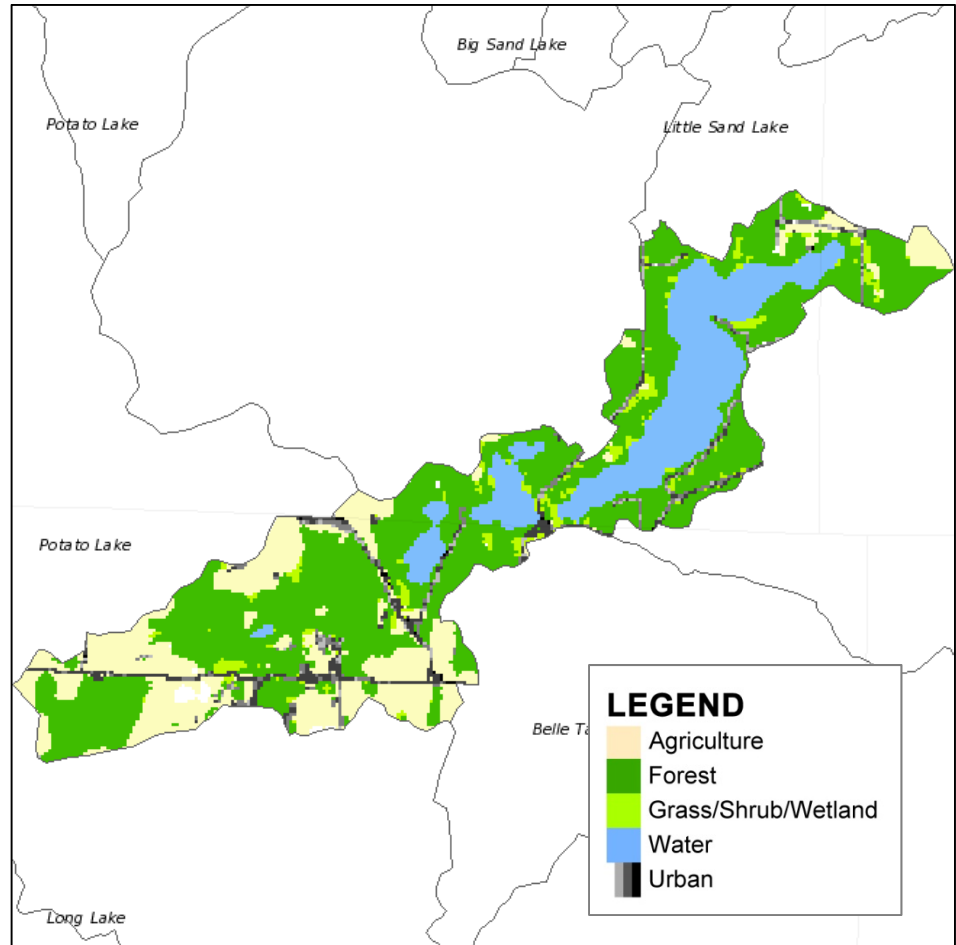 Big Sand Lake
Potato Lake
Little Sand Lake
Potato Lake
Belle
Long Lake
LEGEND
Agriculture
Forest
Grass/Shrub/Wetland
Water
Urban